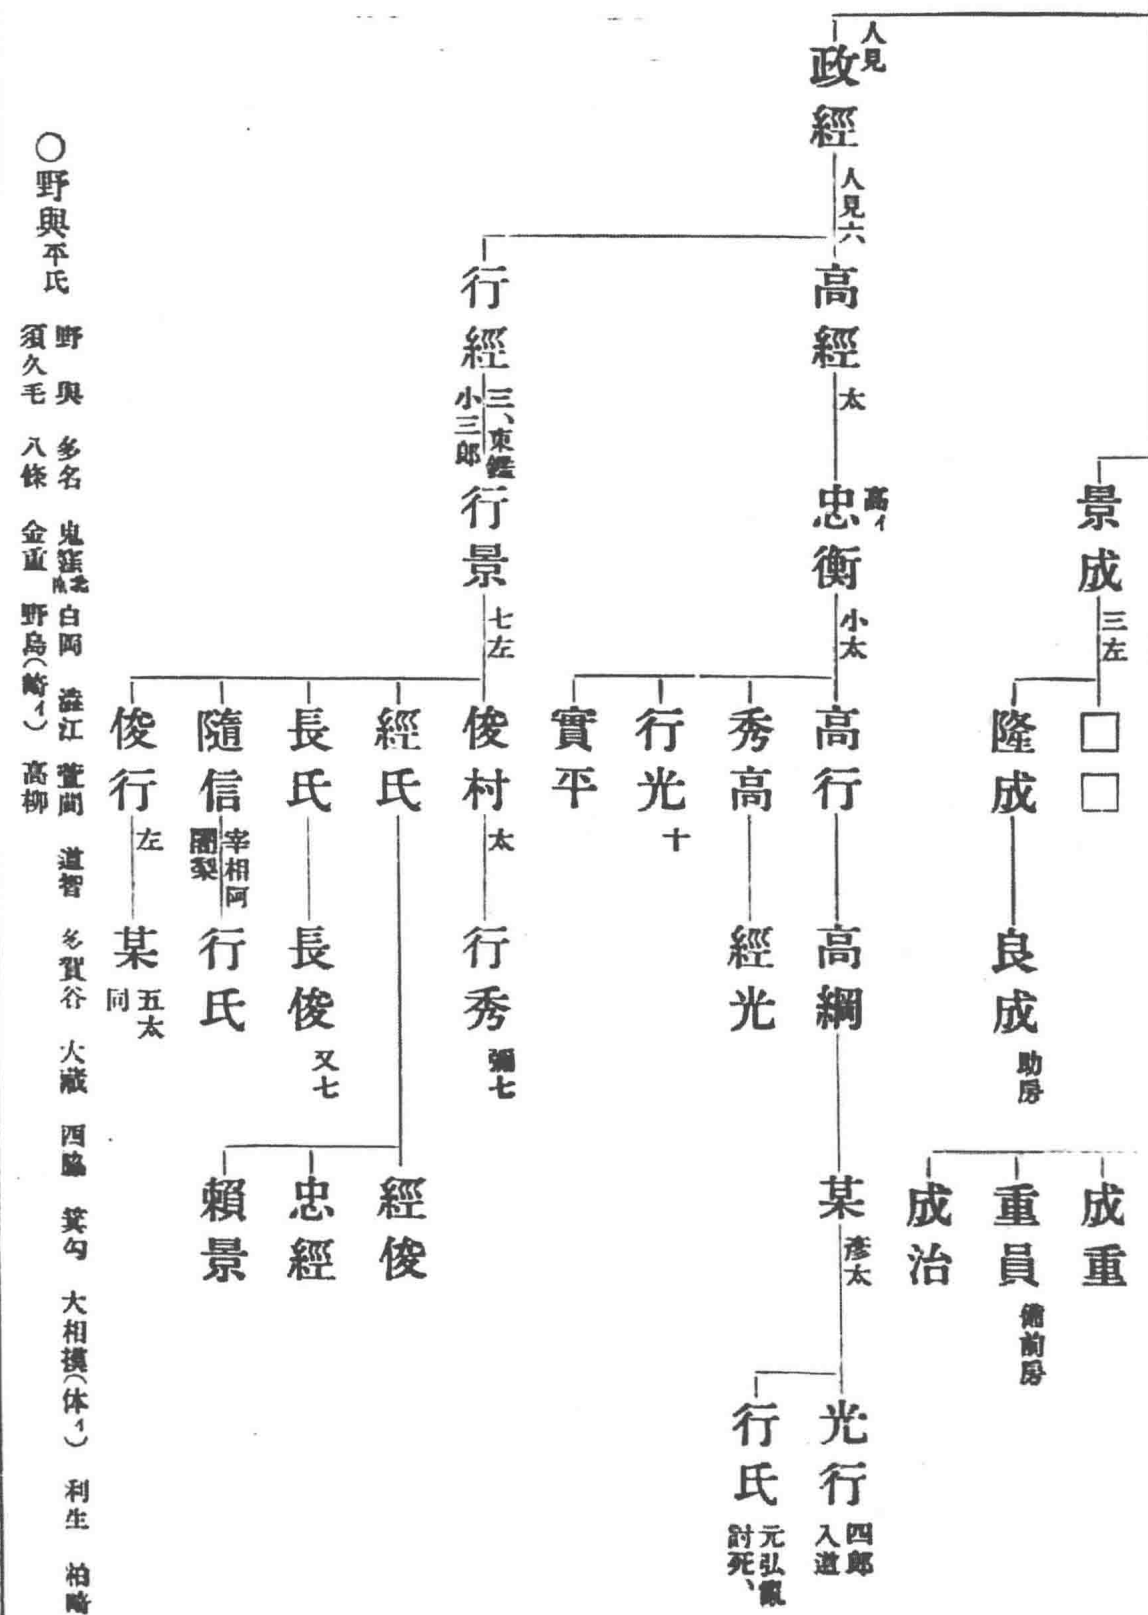 人見
政經
人見六
高經
太
高イ
忠衡
小太
高行
高綱
某
彥太
光行
四郎
入道
行氏
元弘亂
討死、
秀高
經光
行光
十
實平
行經
三、東鑑
小三郎
行景
七左
俊村
太
行秀
彌七
經氏
經俊
忠經
賴景
長氏
長俊
又七
隨信
宰相阿
闍梨
行氏
俊行
左
某
五太
同
景成
三左
□□
隆成
良成
助房
成重
重員
備前房
成治
〇野與平氏
野與 多名 鬼窪 白岡 澁江 萱間 道智 多賀谷 大蔵 西脇 箕勾 大相摸(体イ) 利生 柏崎
須久毛 八條 金重 野島(崎イ) 高柳